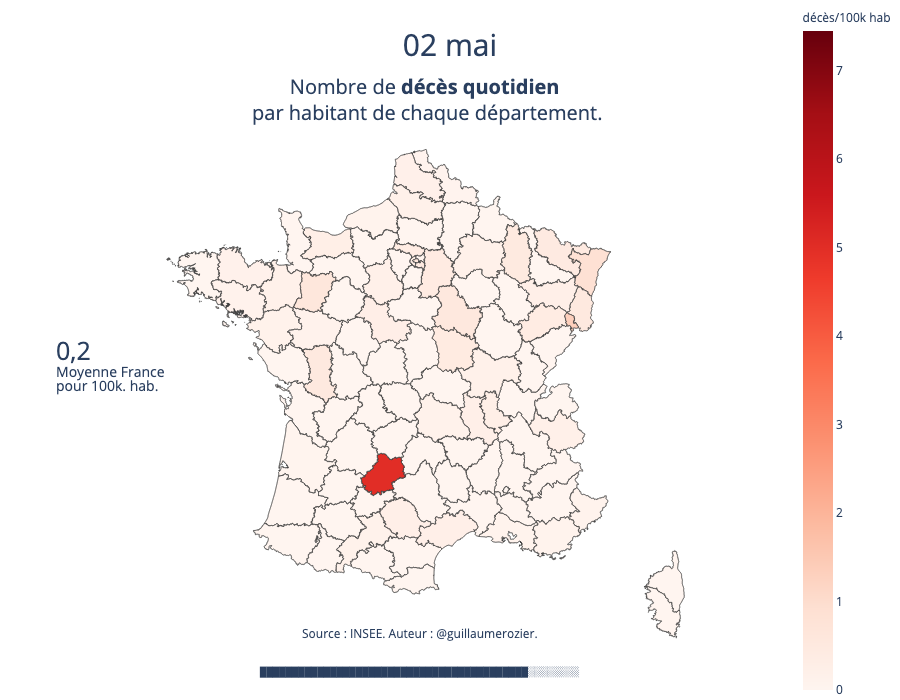 décès/100k hab
02 mai
Nombre de décès quotidien
par habitant de chaque département.
7
6
5
4
3
2
1
0
0,2
Moyenne France
pour 100k. hab.
Source : INSEE. Auteur : @guillaumerozier.